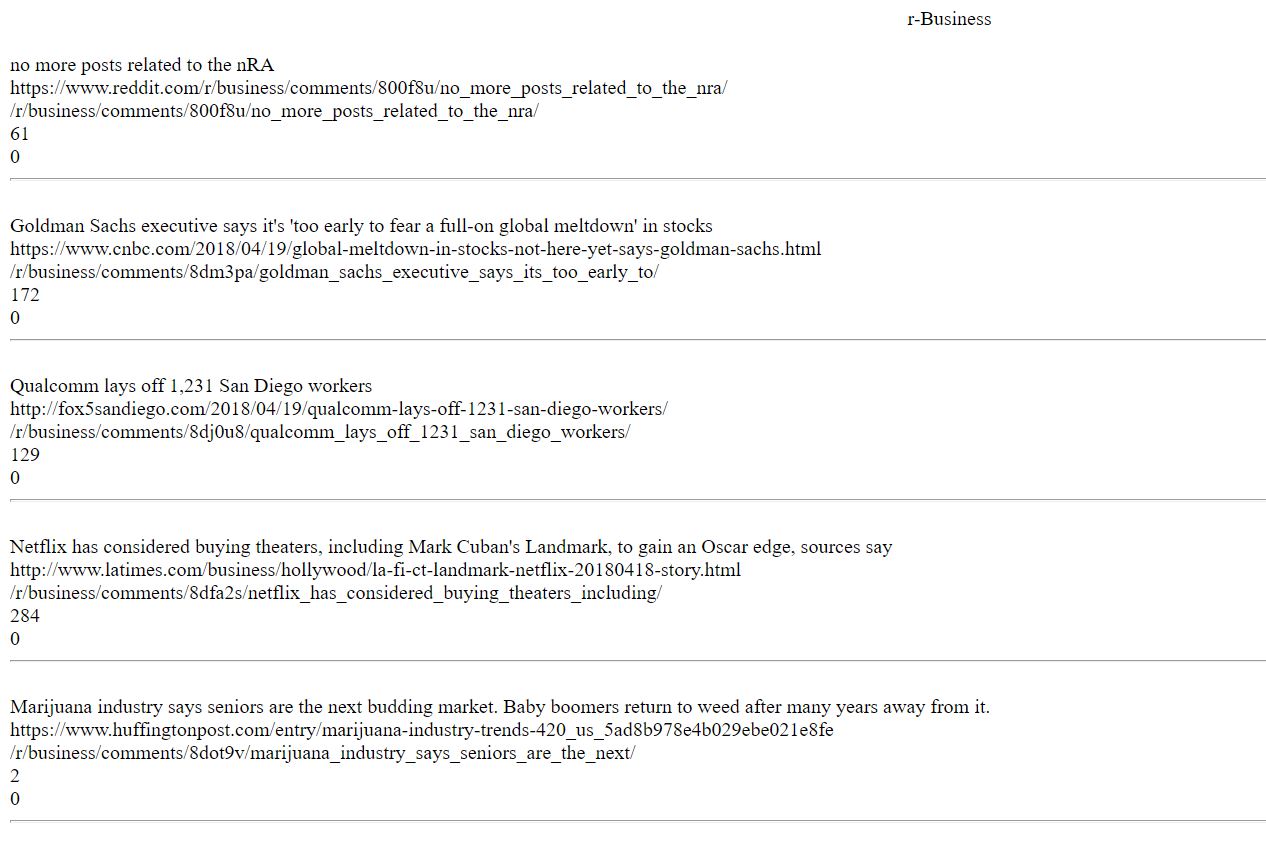 r-Business
no more posts related to the nRA
https://www.reddit.com/r/business/comments/800f8u/no_more_posts_related_to_the_nra/
/r/business/comments/800f8u/no_more_posts_related_to_the_nra/
61
0
Goldman Sachs executive says it's 'too early to fear a full-on global meltdown' in stocks
https://www.cnbc.com/2018/04/19/global-meltdown-in-stocks-not-here-yet-says-goldman-sachs.html
/r/business/comments/8dm3pa/goldman_sachs_executive_says_its_too_early_to/
172
0
Qualcomm lays off 1,231 San Diego workers
http://fox5sandiego.com/2018/04/19/qualcomm-lays-off-1231-san-diego-workers/
/r/business/comments/8dj0u8/qualcomm_lays_off_1231_san_diego_workers/
129
0
Netflix has considered buying theaters, including Mark Cuban's Landmark, to gain an Oscar edge, sources say
http://www.latimes.com/business/hollywood/la-fi-ct-landmark-netflix-20180418-story.html
/r/business/comments/8dfa2s/netflix_has_considered_buying_theaters_including/
284
0
Marijuana industry says seniors are the next budding market. Baby boomers return to weed after many years away from it.
https://www.huffingtonpost.com/entry/marijuana-industry-trends-420_us_5ad8b978e4b029ebe021e8fe
/r/business/comments/8dot9v/marijuana_industry_says_seniors_are_the_next/
2
0